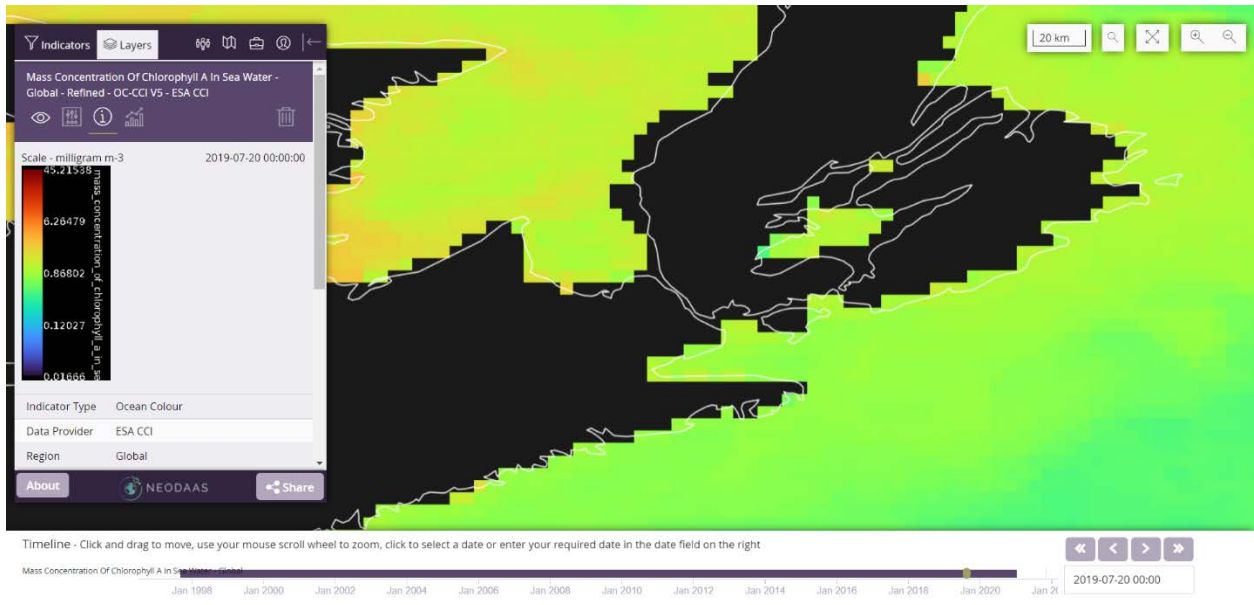 Indicators Layers
20 km
Mass Concentration Of Chlorophyll A In Sea Water -
Global - Refined - OC-CCI V5 - ESA CCI
Scale - milligram m-3 2019-07-20 00:00:00
45.21538
6.26479
0.86802
0.12027
0.01666
mass_concentration_of_chlorophyll_a_in_se
Indicator Type Ocean Colour
Data Provider ESA CCI
Region Global
About NEODAAS Share
Timeline - Click and drag to move, use your mouse scroll wheel to zoom, click to select a date or enter your required date in the date field on the right
Mass Concentration Of Chlorophyll A In Sea Water - Global
2019-07-20 00:00
Jan 1998 Jan 2000 Jan 2002 Jan 2004 Jan 2006 Jan 2008 Jan 2010 Jan 2012 Jan 2014 Jan 2016 Jan 2018 Jan 2020 Jan 20